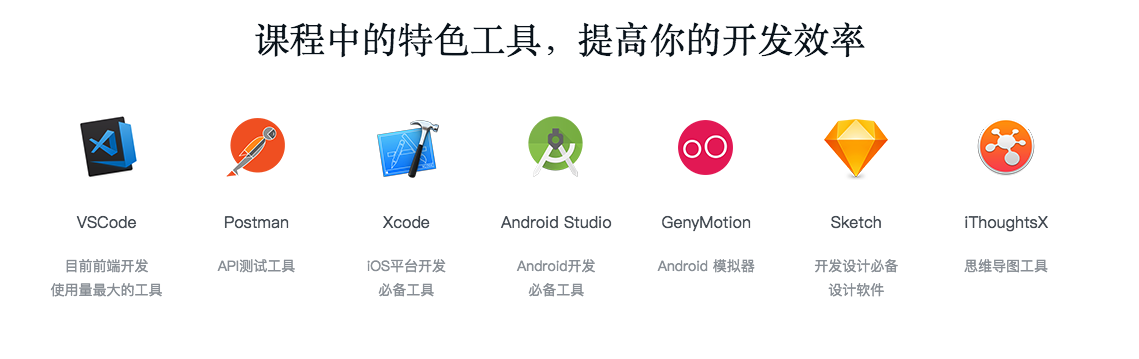 课程中的特色工具，提高你的开发效率
VSCode
目前前端开发
使用量最大的工具
Postman
API测试工具
Xcode
iOS平台开发
必备工具
Android Studio
Android开发
必备工具
GenyMotion
Android 模拟器
Sketch
开发设计必备
设计软件
iThoughtsX
思维导图工具